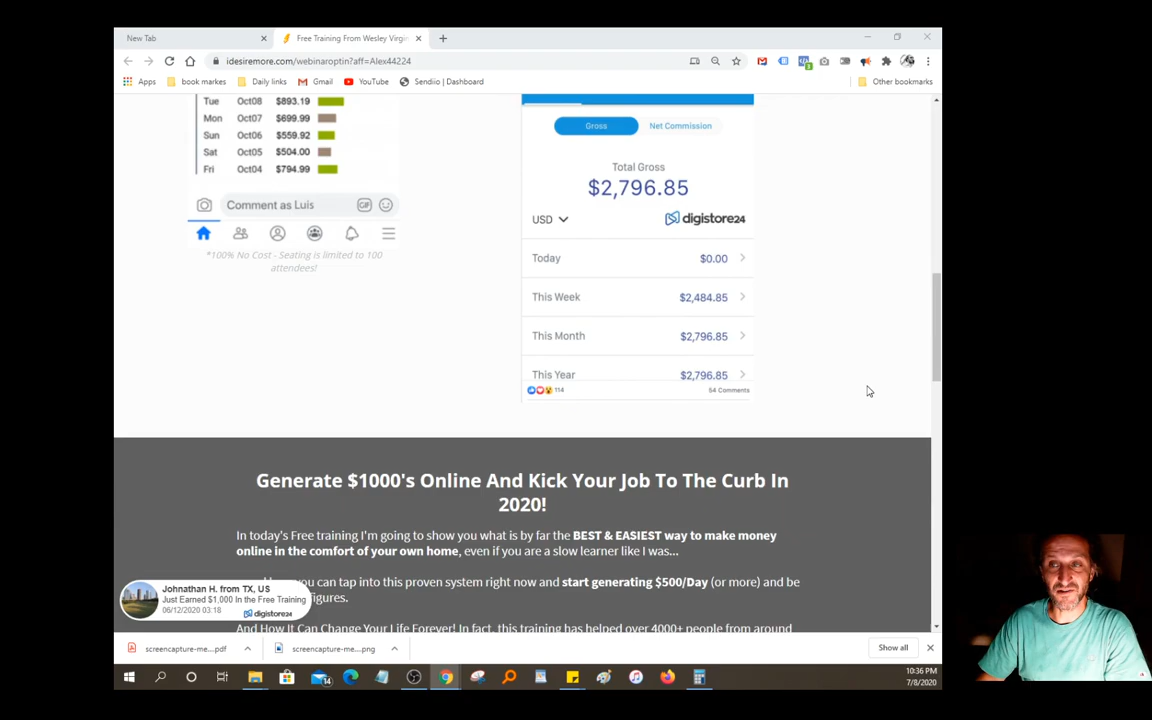 New Tab
Free Training From Wesley Virgin
idesiremore.com/webinaroptin?aff=Alex44224
Apps
book markes
Daily links
Gmail
YouTube
Sendiio | Dashboard
Other bookmarks
Tue Oct08 $893.19
Mon Oct07 $699.99
Sun Oct06 $559.92
Sat Oct05 $504.00
Fri Oct04 $794.99
Comment as Luis
GIF
*100% No Cost - Seating is limited to 100
attendees!
Gross
Net Commission
Total Gross
$2,796.85
USD
digistore24
Today $0.00
This Week $2,484.85
This Month $2,796.85
This Year $2,796.85
114
54 Comments
Generate $1000's Online And Kick Your Job To The Curb In
2020!
In today's Free training I'm going to show you what is by far the BEST & EASIEST way to make money
online in the comfort of your own home, even if you are a slow learner like I was...
you can tap into this proven system right now and start generating $500/Day (or more) and be
figures.
And How It Can Change Your Life Forever! In fact, this training has helped over 4000+ people from around
Johnathan H. from TX, US
Just Earned $1,000 In the Free Training
06/12/2020 03:18
digistore24
screencapture-me....pdf
screencapture-me....png
Show all
14
10:36 PM
7/8/2020